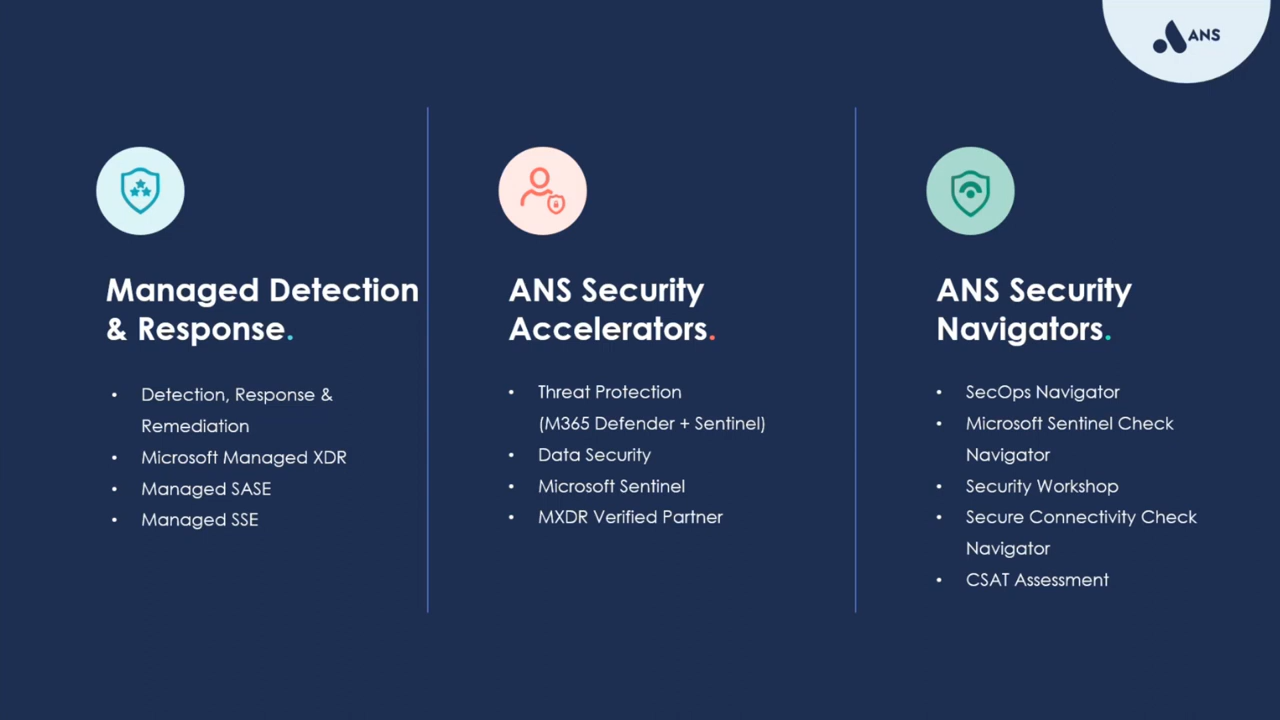 ANS
Managed Detection
& Response.
• Detection, Response &
Remediation
• Microsoft Managed XDR
• Managed SASE
• Managed SSE
ANS Security
Accelerators.
• Threat Protection
(M365 Defender + Sentinel)
• Data Security
• Microsoft Sentinel
• MXDR Verified Partner
ANS Security
Navigators.
• SecOps Navigator
• Microsoft Sentinel Check
Navigator
• Security Workshop
• Secure Connectivity Check
Navigator
• CSAT Assessment